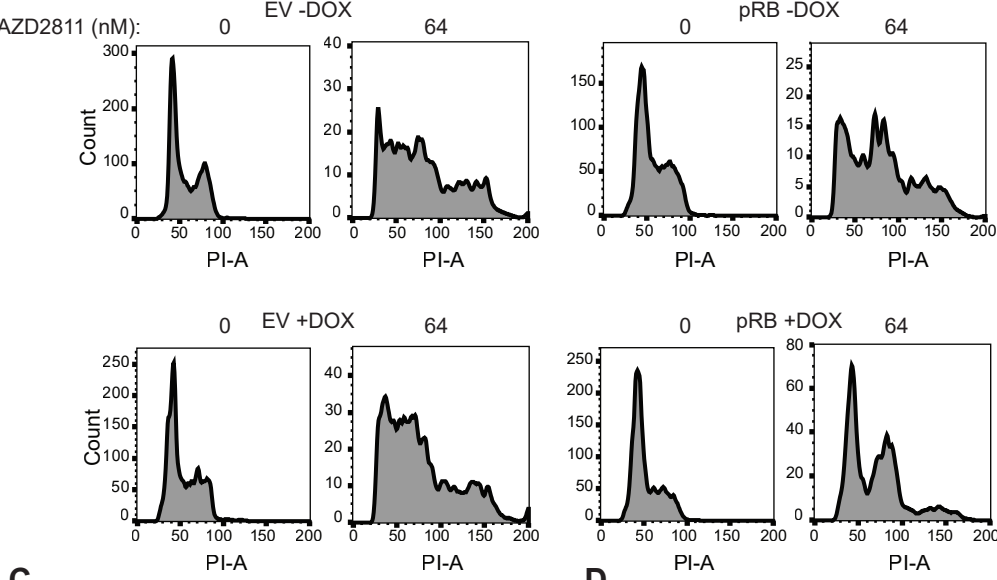 EV -DOX pRB -DOX
AZD2811 (nM): 0 64 0 64
300 40 150 25
200 30 100 20
100 20 50 15
0 10 0 10
0 5
0
Count
0 50 100 150 200 0 50 100 150 200 0 50 100 150 200 0 50 100 150 200
PI-A PI-A PI-A PI-A
EV +DOX pRB +DOX
0 64 0 64
250 40 250 80
200 30 200 60
150 20 150 40
100 10 100 20
50 0 50 0
0 0
Count
0 50 100 150 200 0 50 100 150 200 0 50 100 150 200 0 50 100 150 200
PI-A PI-A PI-A PI-A
C D